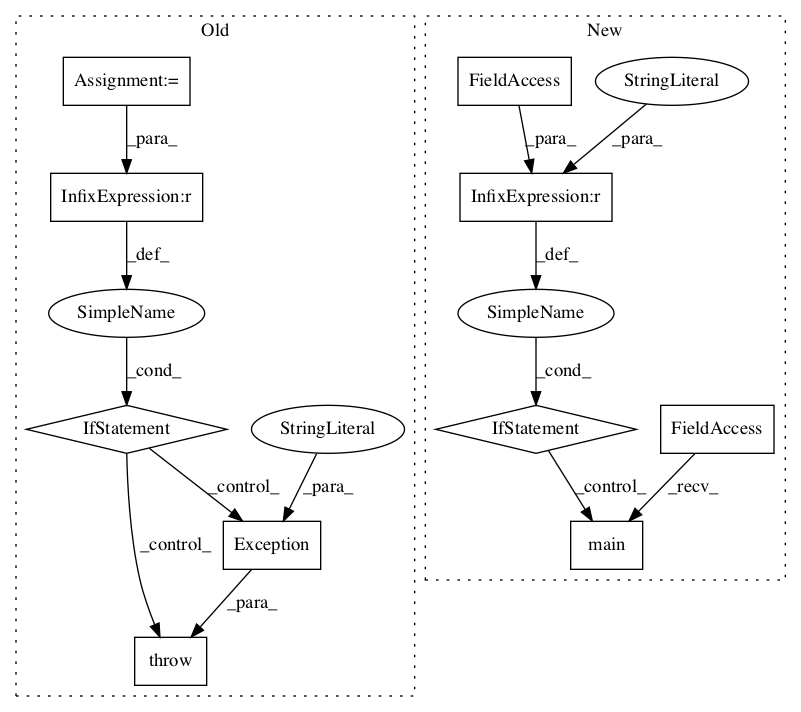 Old
New
Assignment:=
FieldAccess
StringLiteral
_para_
_para_
_para_
InfixExpression:r
InfixExpression:r
_def_
_def_
SimpleName
SimpleName
_cond_
_cond_
IfStatement
StringLiteral
IfStatement
FieldAccess
_control_
_para_
_control_
_recv_
_control_
Exception
main
_para_
throw